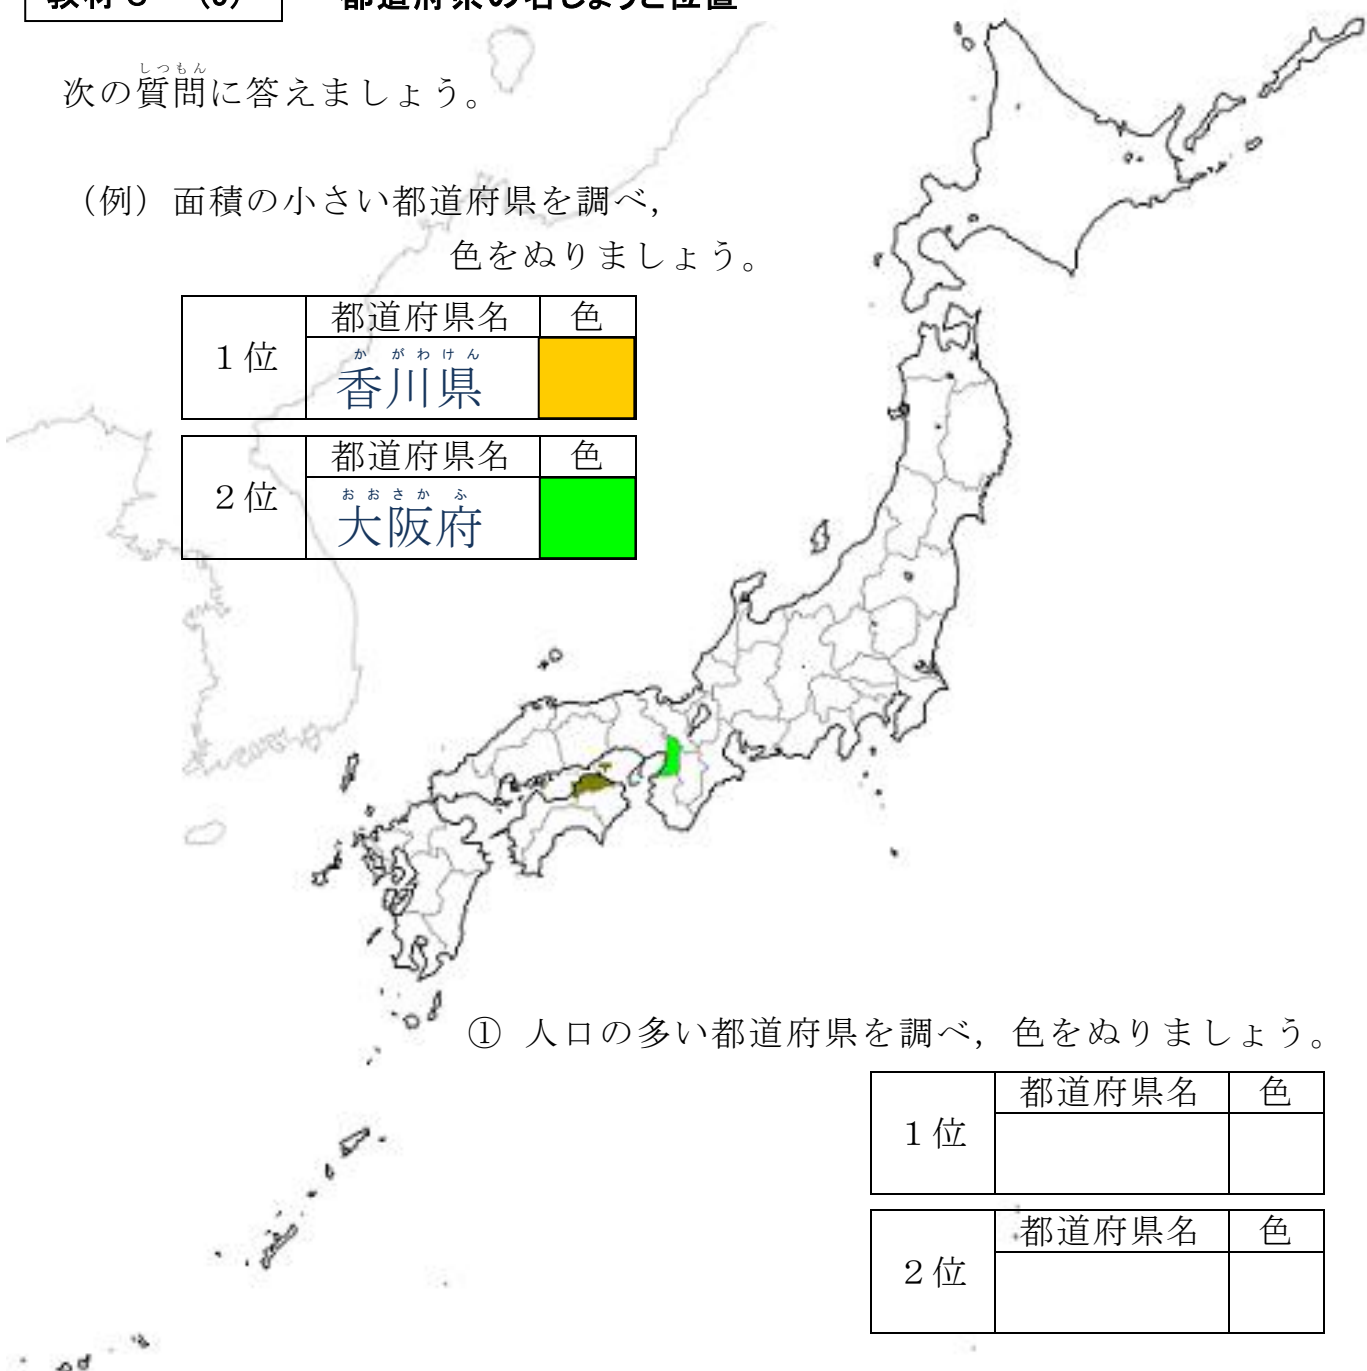 都道府県の名しょうと位置
しつもん
次の質問に答えましょう。
（例）面積の小さい都道府県を調べ，
色をぬりましょう。
都道府県名 色
１位
かがわけん
香川県
都道府県名 色
２位
おおさかふ
大阪府
① 人口の多い都道府県を調べ，色をぬりましょう。
都道府県名 色
１位
都道府県名 色
２位